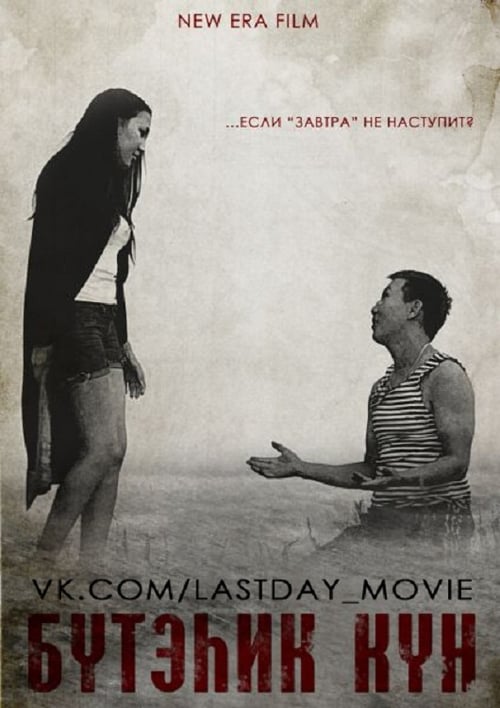 NEW ERA FILM
...ЕСЛИ "ЗАВТРА" НЕ НАСТУПИТ?
VK.COM/LASTDAY_MOVIE
БҮТЭҺИК КҮН